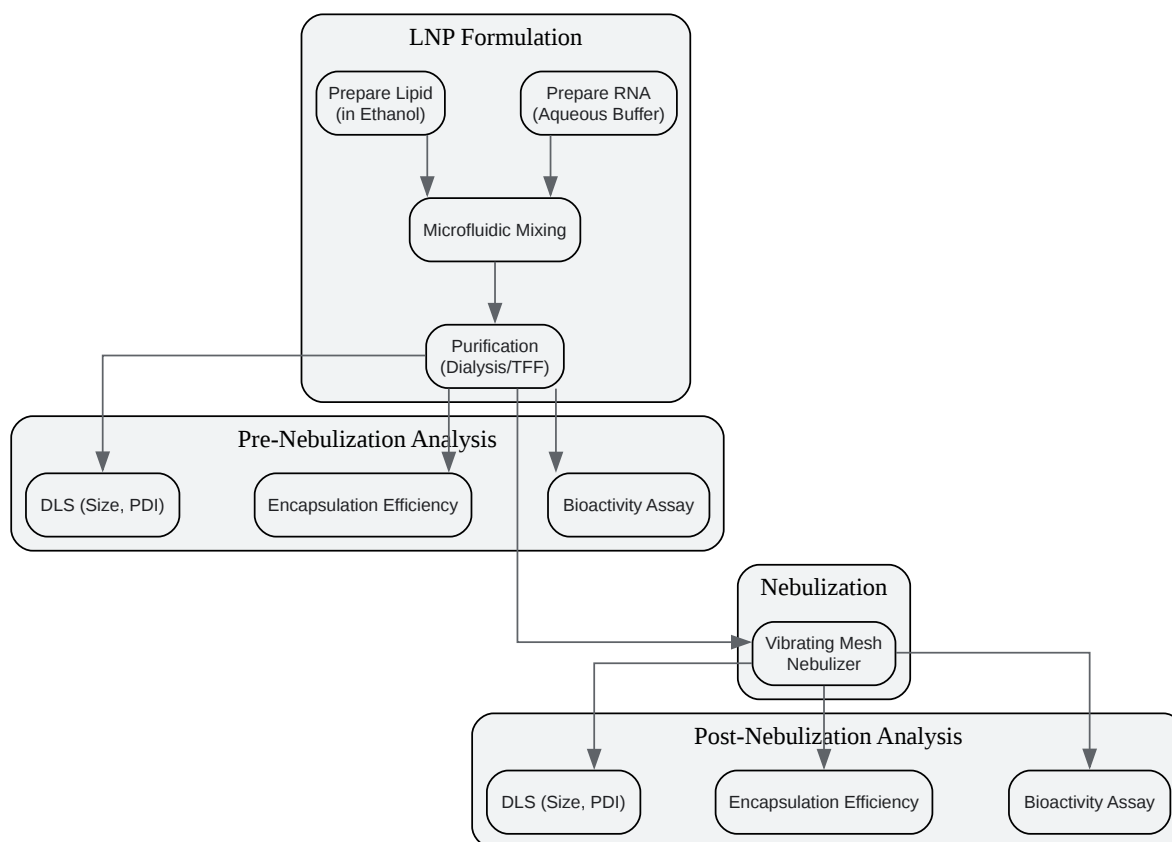 LNP Formulation
Prepare Lipid
(in Ethanol)
Prepare RNA
(Aqueous Buffer)
Microfluidic Mixing
Purification
(Dialysis/TFF)
Pre-Nebulization Analysis
DLS (Size, PDI)
Encapsulation Efficiency
Bioactivity Assay
Nebulization
Vibrating Mesh
Nebulizer
Post-Nebulization Analysis
DLS (Size, PDI)
Encapsulation Efficiency
Bioactivity Assay